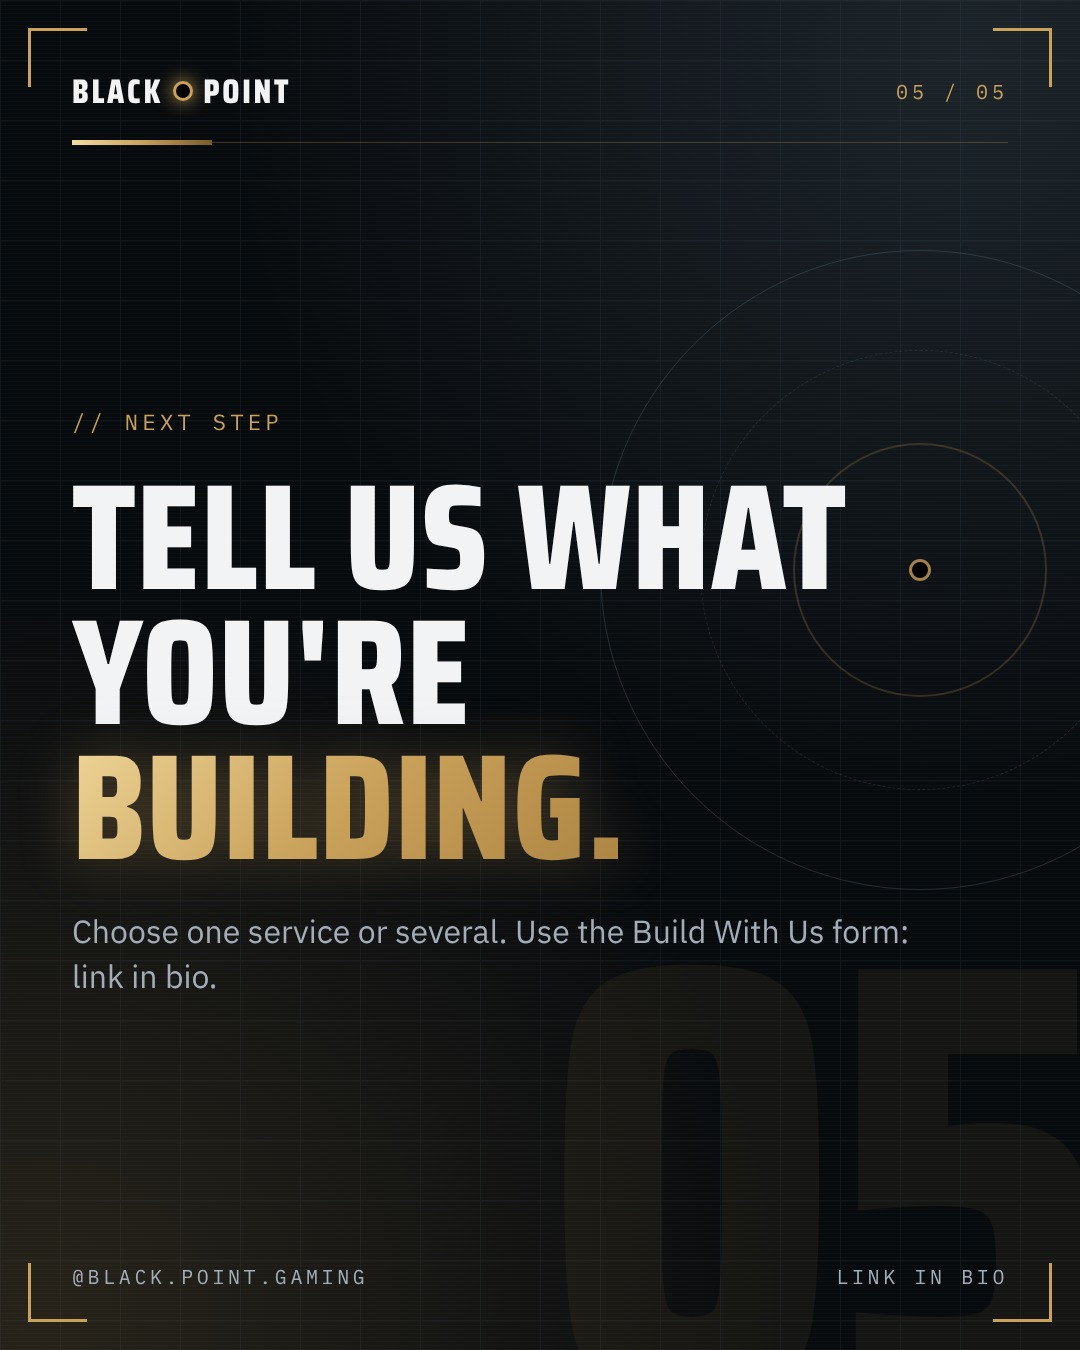 BLACK POINT
05 / 05
// NEXT STEP
TELL US WHAT
YOU'RE
BUILDING.
Choose one service or several. Use the Build With Us form:
link in bio.
05
@BLACK.POINT.GAMING
LINK IN BIO